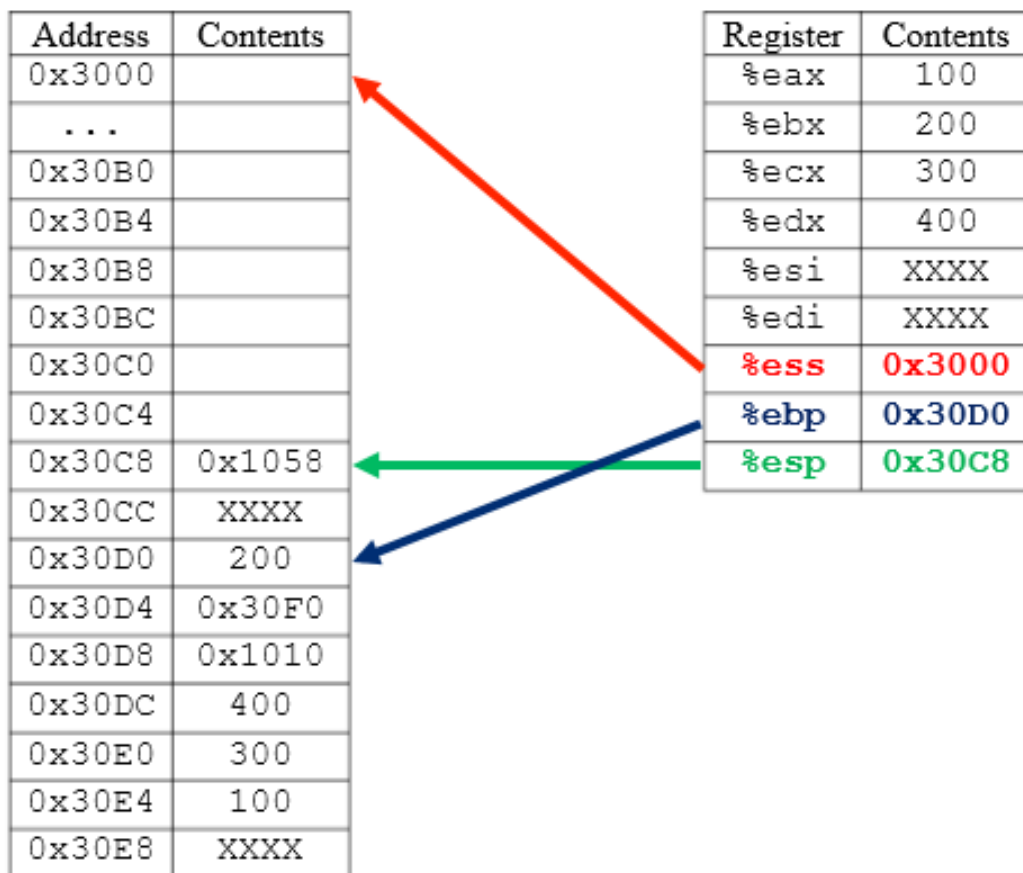 Address Contents Register Contents
0x3000 %eax 100
... %ebx 200
0x30B0 %ecx 300
0x30B4 %edx 400
0x30B8 %esi XXXX
0x30BC %edi XXXX
0x30C0 %ess 0x3000
0x30C4 %ebp 0x30D0
0x30C8 0x1058 %esp 0x30C8
0x30CC XXXX
0x30D0 200
0x30D4 0x30F0
0x30D8 0x1010
0x30DC 400
0x30E0 300
0x30E4 100
0x30E8 XXXX